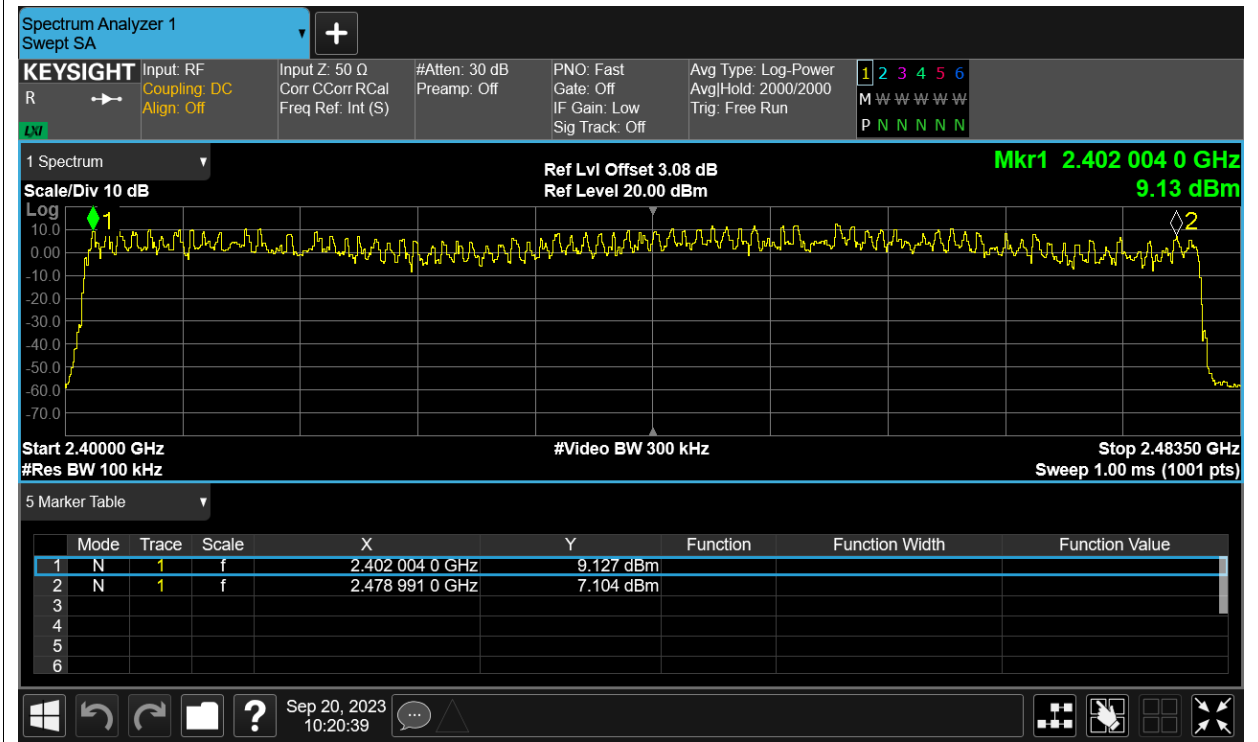 Spectrum Analyzer 1
Swept SA
+
KEYSIGHT
R
LXI
Input: RF
Coupling: DC
Align: Off
Input Z: 50 Ω
Corr CCorr RCal
Freq Ref: Int (S)
#Atten: 30 dB
Preamp: Off
PNO: Fast
Gate: Off
IF Gain: Low
Sig Track: Off
Avg Type: Log-Power
Avg|Hold: 2000/2000
Trig: Free Run
1 2 3 4 5 6
M W W W W W
P N N N N N
1 Spectrum
Scale/Div 10 dB
Ref Lvl Offset 3.08 dB
Ref Level 20.00 dBm
Mkr1 2.402 004 0 GHz
9.13 dBm
Log
1
2
10.0
0.00
-10.0
-20.0
-30.0
-40.0
-50.0
-60.0
-70.0
Start 2.40000 GHz
#Res BW 100 kHz
#Video BW 300 kHz
Stop 2.48350 GHz
Sweep 1.00 ms (1001 pts)
5 Marker Table
Mode Trace Scale X Y Function Function Width Function Value
1 N 1 f 2.402 004 0 GHz 9.127 dBm
2 N 1 f 2.478 991 0 GHz 7.104 dBm
3
4
5
6
?
Sep 20, 2023
10:20:39